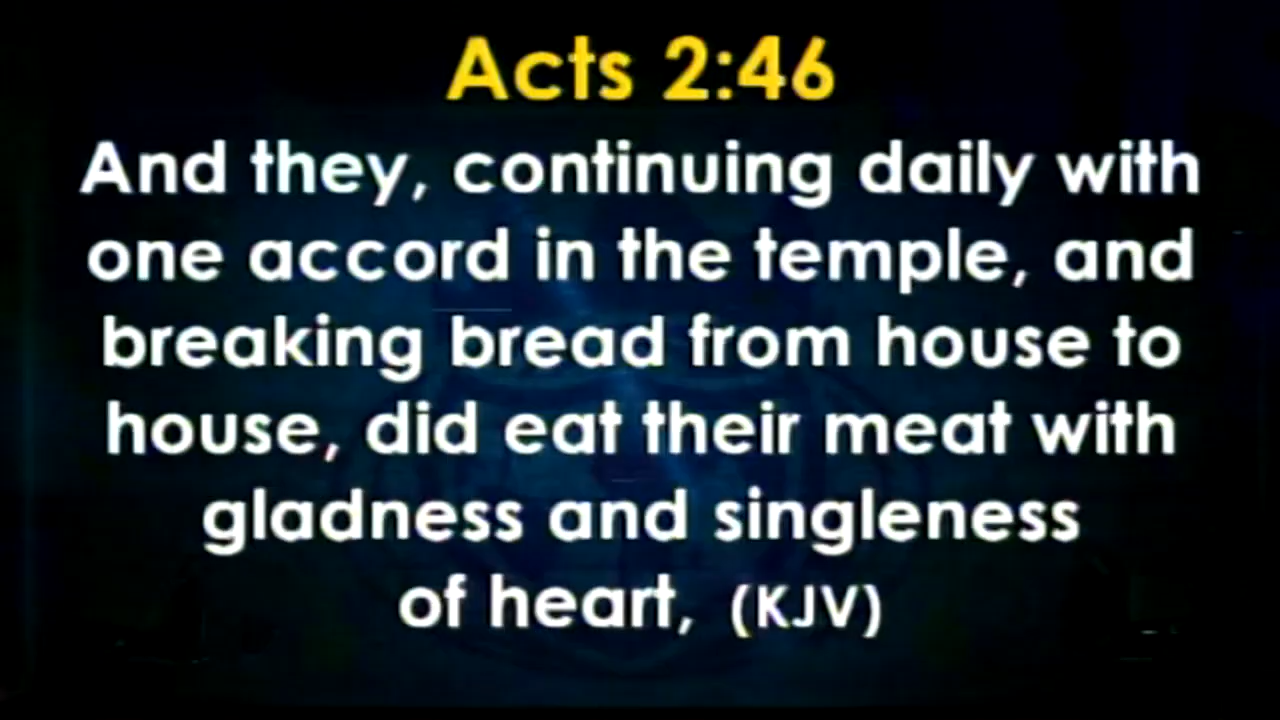 Acts 2:46
And they, continuing daily with
one accord in the temple, and
breaking bread from house to
house, did eat their meat with
gladness and singleness
of heart, (KJV)